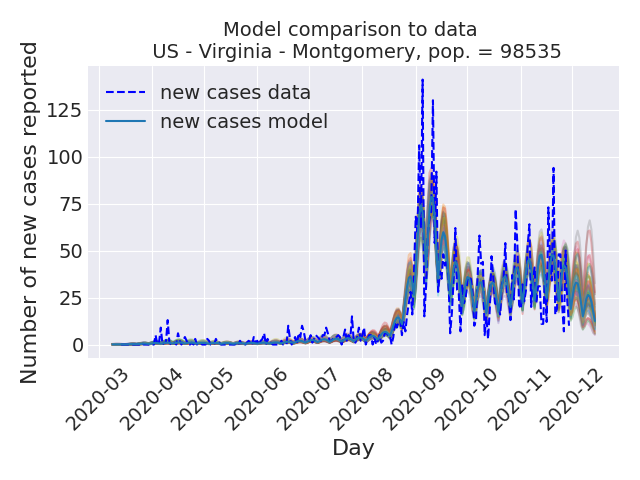 Model comparison to data
US - Virginia - Montgomery, pop. = 98535
new cases data
new cases model
Number of new cases reported
125
100
75
50
25
0
2020-03
2020-04
2020-05
2020-06
2020-07
2020-08
2020-09
2020-10
2020-11
2020-12
Day